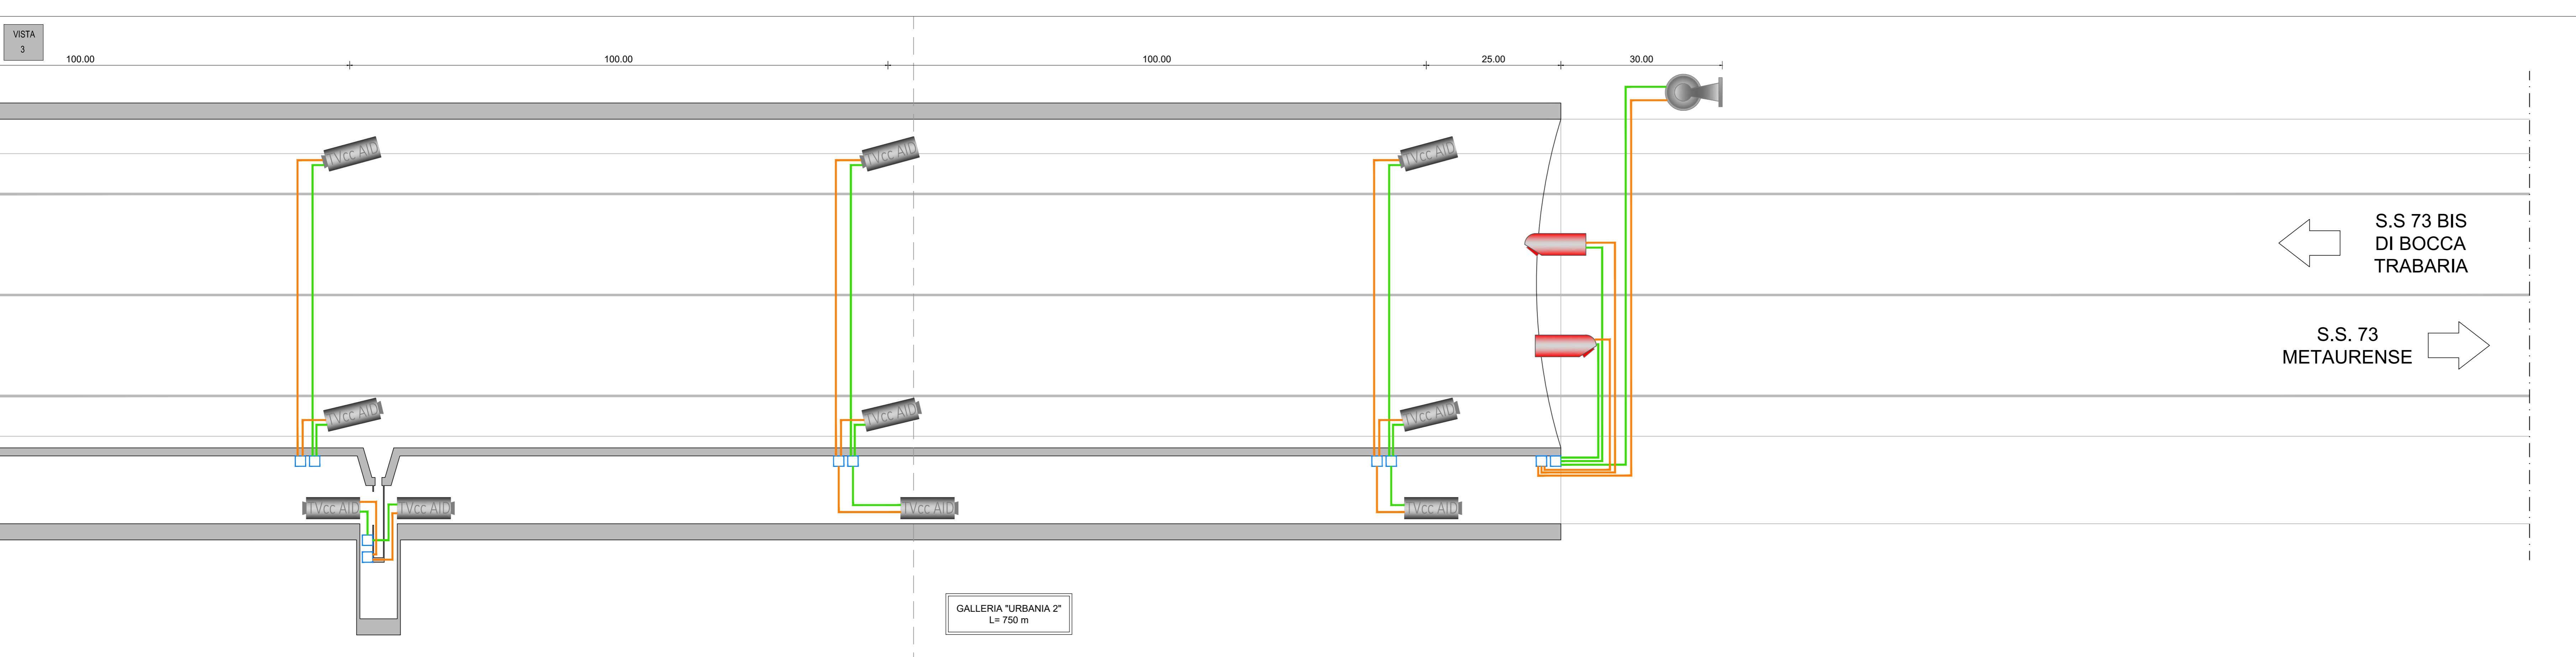 VISTA
3
100.00
100.00
100.00
25.00
30.00
TVcc AID
TVcc AID
TVcc AID
S.S 73 BIS
DI BOCCA
TRABARIA
S.S. 73
METAURENSE
TVcc AID
TVcc AID
TVcc AID
TVcc AID
TVcc AID
TVcc AID
TVcc AID
GALLERIA "URBANIA 2"
L= 750 m